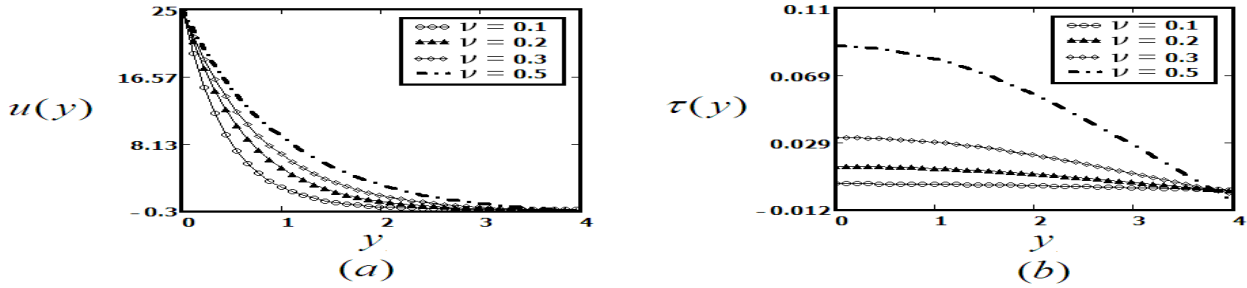 25
16.57
8.13
-0.3
u(y)
ν = 0.1
ν = 0.2
ν = 0.3
ν = 0.5
0 1 2 3 4
y
(a)
0.11
0.069
0.029
-0.012
τ(y)
ν = 0.1
ν = 0.2
ν = 0.3
ν = 0.5
0 1 2 3 4
y
(b)